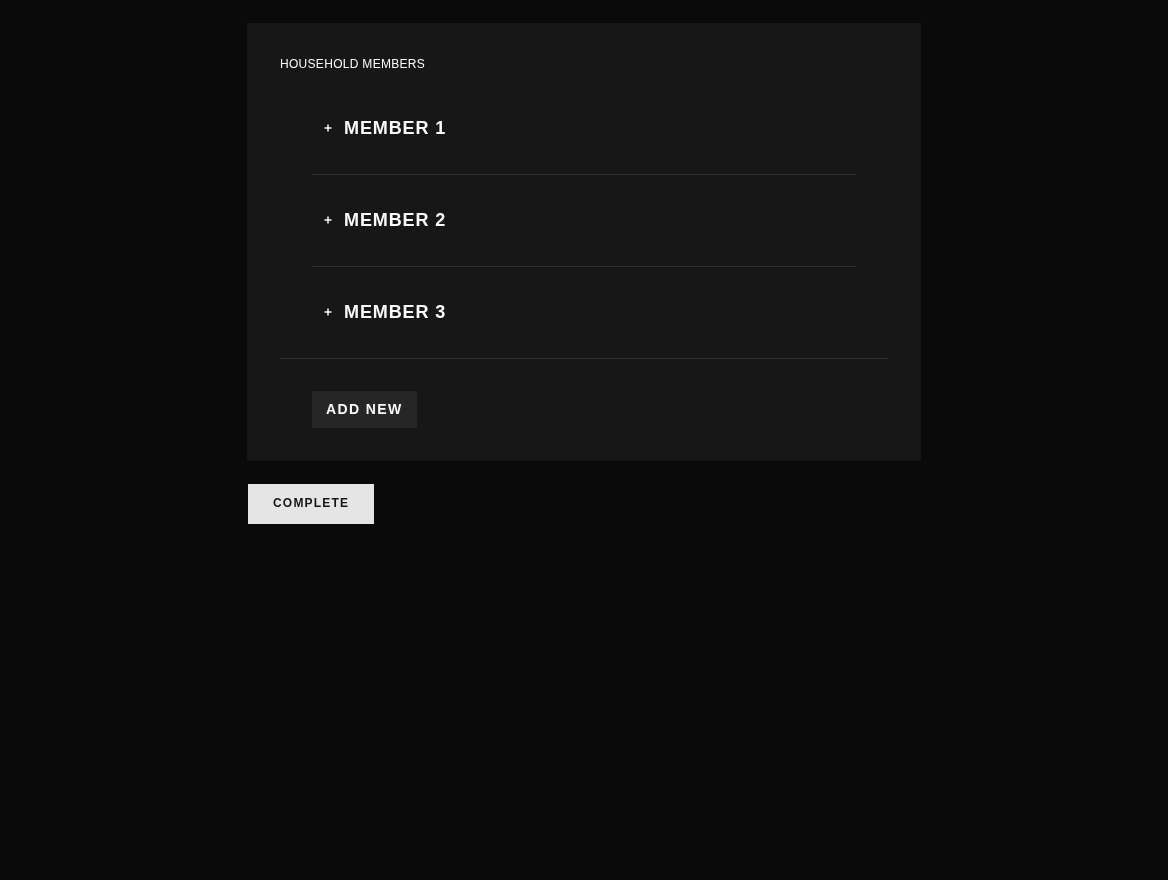 HOUSEHOLD MEMBERS
+ MEMBER 1
+ MEMBER 2
+ MEMBER 3
ADD NEW
COMPLETE